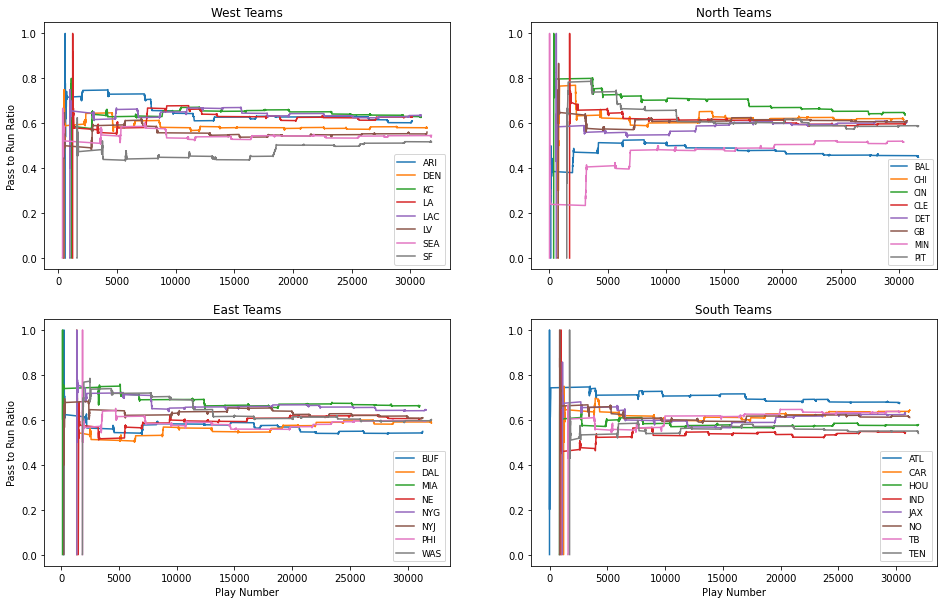 West Teams
Pass to Run Ratio
1.0
0.8
0.6
0.4
0.2
0.0
0 5000 10000 15000 20000 25000 30000
ARI
DEN
KC
LA
LAC
LV
SEA
SF
North Teams
1.0
0.8
0.6
0.4
0.2
0.0
0 5000 10000 15000 20000 25000 30000
BAL
CHI
CIN
CLE
DET
GB
MIN
PIT
East Teams
Pass to Run Ratio
1.0
0.8
0.6
0.4
0.2
0.0
0 5000 10000 15000 20000 25000 30000
Play Number
BUF
DAL
MIA
NE
NYG
NYJ
PHI
WAS
South Teams
1.0
0.8
0.6
0.4
0.2
0.0
0 5000 10000 15000 20000 25000 30000
Play Number
ATL
CAR
HOU
IND
JAX
NO
TB
TEN